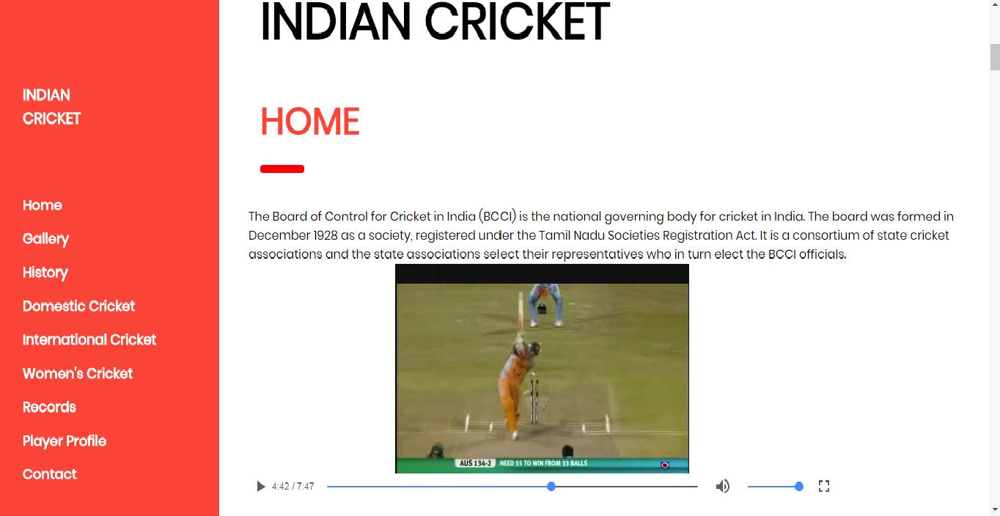 INDIAN CRICKET
INDIAN
CRICKET
HOME
Home
Gallery
History
Domestic Cricket
International Cricket
Women's Cricket
Records
Player Profile
Contact
The Board of Control for Cricket in India (BCCI) is the national governing body for cricket in India. The board was formed in
December 1928 as a society, registered under the Tamil Nadu Societies Registration Act. It is a consortium of state cricket
associations and the state associations select their representatives who in turn elect the BCCI officials.
AUS 134-2 NEED 55 TO WIN FROM 33 BALLS
4:42 / 7:47